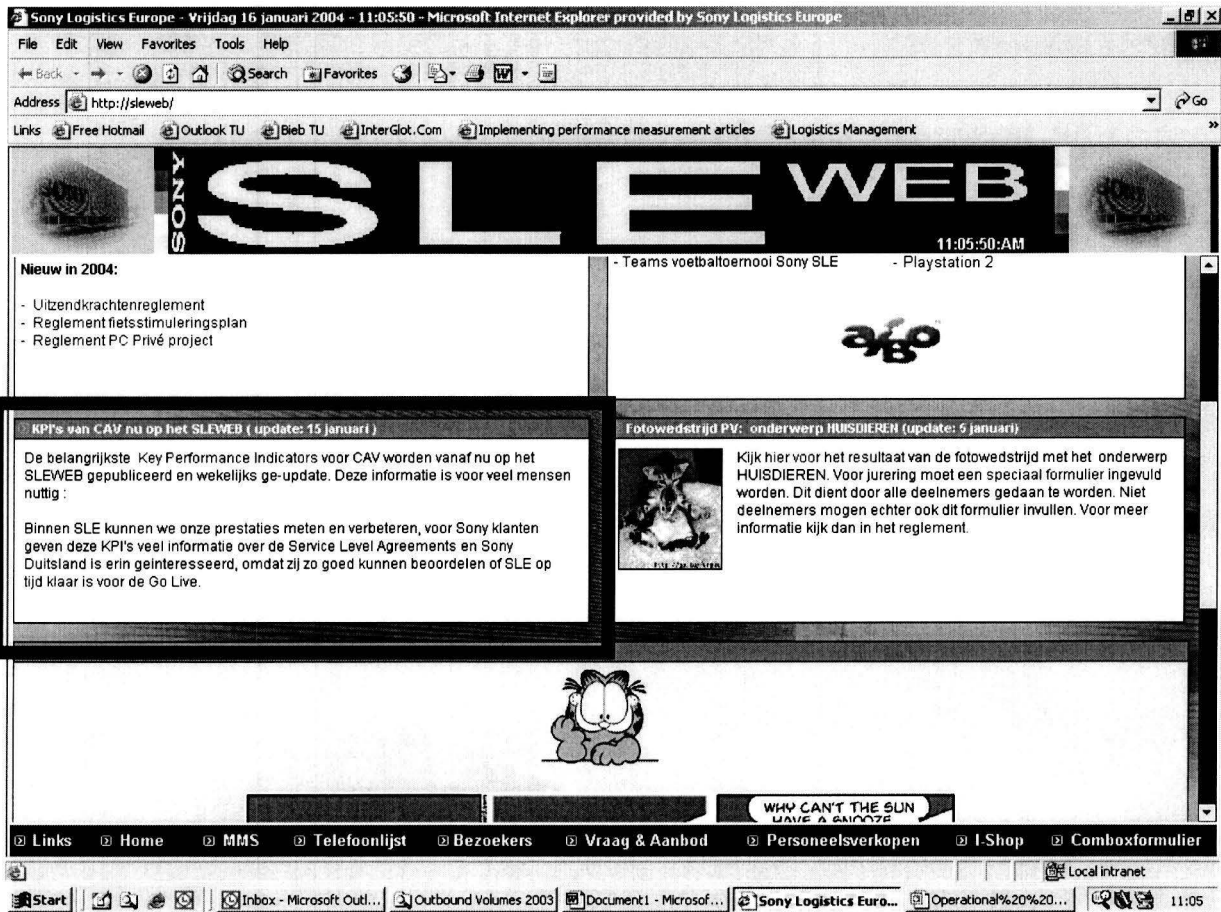 Sony Logistics Europe - Vrijdag 16 januari 2004 - 11:05:50 - Microsoft Internet Explorer provided by Sony Logistics Europe
File Edit View Favorites Tools Help
Back Search Favorites
Address http://sleweb/ Go
Links Free Hotmail Outlook TU Bieb TU InterGlot.Com Implementing performance measurement articles Logistics Management »
SONY SLE WEB
11:05:50:AM
Nieuw in 2004:
- Uitzendkrachtenreglement
- Reglement fietsstimuleringsplan
- Reglement PC Privé project
- Teams voetbaltoernooi Sony SLE - Playstation 2
aiBo
KPI's van CAV nu op het SLEWEB ( update: 15 januari )
De belangrijkste Key Performance Indicators voor CAV worden vanaf nu op het
SLEWEB gepubliceerd en wekelijks ge-update. Deze informatie is voor veel mensen
nuttig :
Binnen SLE kunnen we onze prestaties meten en verbeteren, voor Sony klanten
geven deze KPI's veel informatie over de Service Level Agreements en Sony
Duitsland is erin geinteresseerd, omdat zij zo goed kunnen beoordelen of SLE op
tijd klaar is voor de Go Live.
Fotowedstrijd PV: onderwerp HUISDIEREN (update: 5 januari)
Kijk hier voor het resultaat van de fotowedstrijd met het onderwerp
HUISDIEREN. Voor jurering moet een speciaal formulier ingevuld
worden. Dit dient door alle deelnemers gedaan te worden. Niet
deelnemers mogen echter ook dit formulier invullen. Voor meer
informatie kijk dan in het reglement.
WHY CAN'T THE SUN
HAVE A SNOOZE
Links Home MMS Telefoonlijst Bezoekers Vraag & Aanbod Personeelsverkopen I-Shop Comboxformulier
Local intranet
Start Inbox - Microsoft Outl... Outbound Volumes 2003 Document1 - Microsof... Sony Logistics Euro... Operational%20%20... 11:05